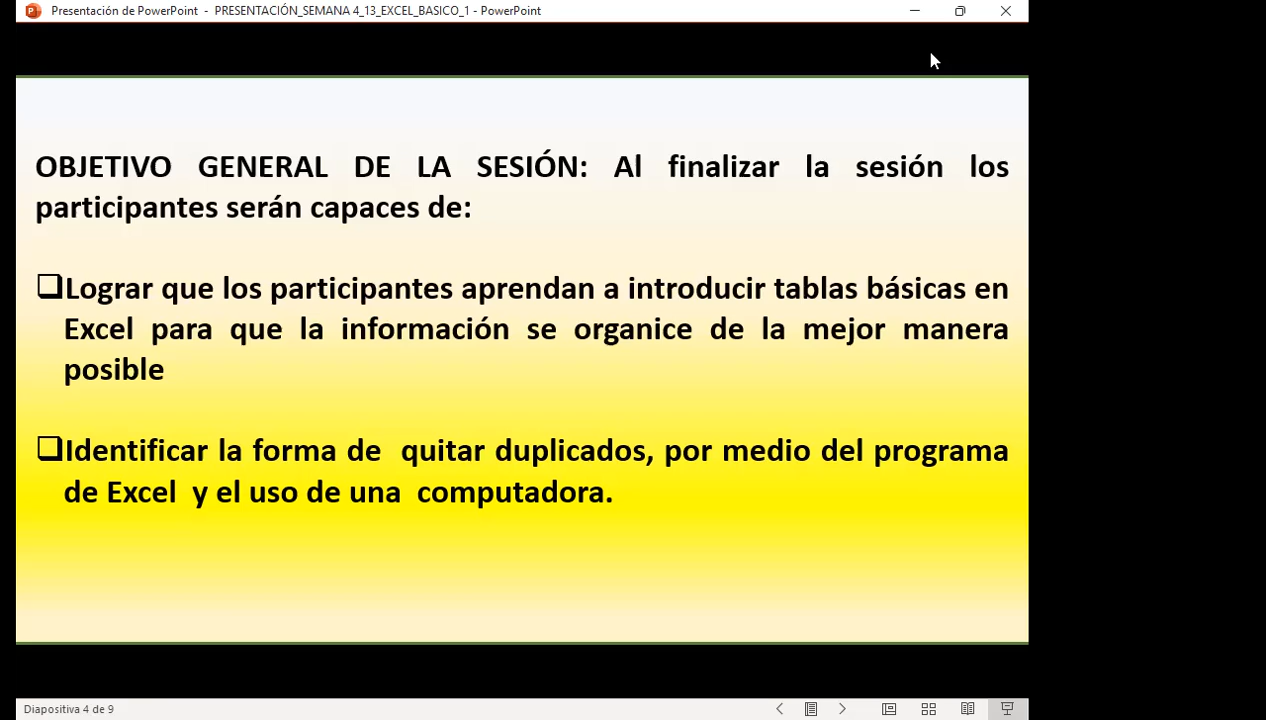 Presentación de PowerPoint - PRESENTACIÓN_SEMANA 4_13_EXCEL_BASICO_1 - PowerPoint
OBJETIVO GENERAL DE LA SESIÓN: Al finalizar la sesión los
participantes serán capaces de:
Lograr que los participantes aprendan a introducir tablas básicas en
Excel para que la información se organice de la mejor manera
posible
Identificar la forma de quitar duplicados, por medio del programa
de Excel y el uso de una computadora.
Diapositiva 4 de 9